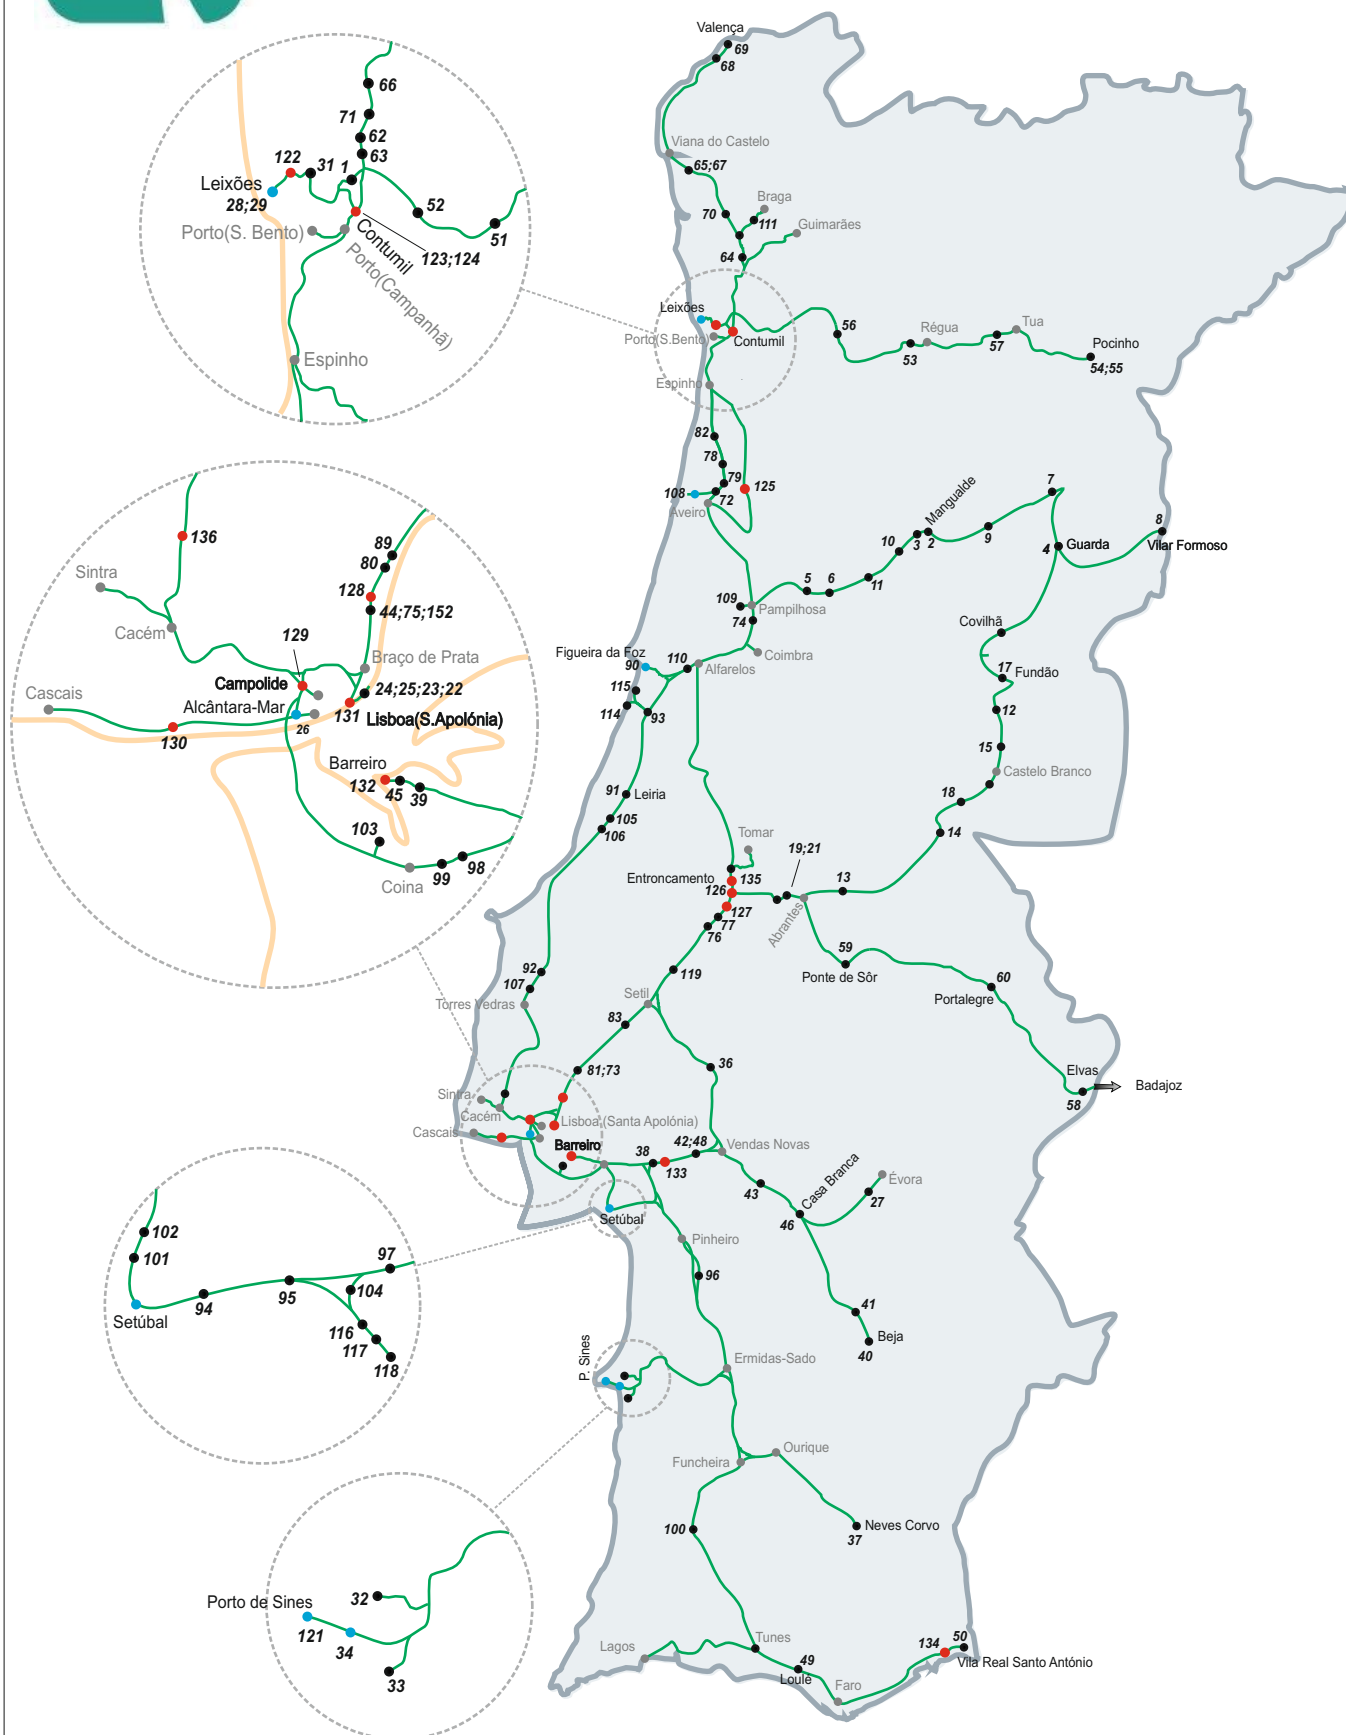 Valença
69
68
66
71
62
63
122
31
1
Leixões
28;29
52
51
Porto(S. Bento)
Contumil
123;124
Porto(Campanhã)
Espinho
Viana do Castelo
65;67
Braga
70
111
Guimarães
64
Leixões
Porto(S.Bento)
Contumil
56
Régua
53
Tua
57
Pocinho
54;55
Espinho
82
78
79
108
72
125
Aveiro
7
Mangualde
10
3
2
9
8
Vilar Formoso
4
Guarda
5
6
11
109
Pampilhosa
74
Covilhã
Coimbra
Figueira da Foz
90
110
Alfarelos
17
Fundão
115
114
93
12
15
Castelo Branco
91
Leiria
18
105
106
14
136
89
80
Sintra
128
44;75;152
Cacém
129
Braço de Prata
Campolide
24;25;23;22
Cascais
Alcântara-Mar
26
131
Lisboa(S.Apolónia)
130
Barreiro
132
45
39
103
Coina
99
98
Tomar
19;21
Entroncamento
135
126
13
127
77
76
Abrantes
59
Ponte de Sôr
119
60
Portalegre
92
107
Torres Vedras
Setil
83
36
81;73
Elvas
58
Badajoz
Sintra
Cacém
Lisboa (Santa Apolónia)
Cascais
Barreiro
42;48
38
133
Vendas Novas
43
Casa Branca
46
Évora
27
Setúbal
Pinheiro
96
102
101
97
94
95
104
Setúbal
116
117
118
41
Beja
40
P. Sines
Ermidas-Sado
Ourique
Funcheira
100
Neves Corvo
37
32
Porto de Sines
121
34
33
Lagos
Tunes
49
Loulé
Faro
134
50
Vila Real Santo António